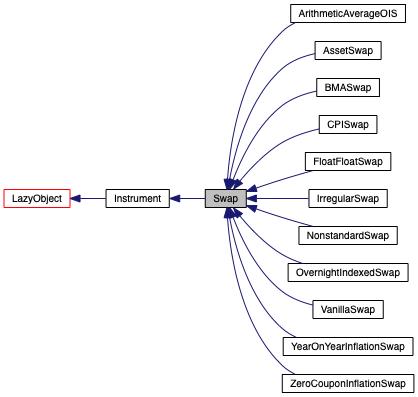 ArithmeticAverageOIS
AssetSwap
BMASwap
CPISwap
FloatFloatSwap
LazyObject
Instrument
Swap
IrregularSwap
NonstandardSwap
OvernightIndexedSwap
VanillaSwap
YearOnYearInflationSwap
ZeroCouponInflationSwap